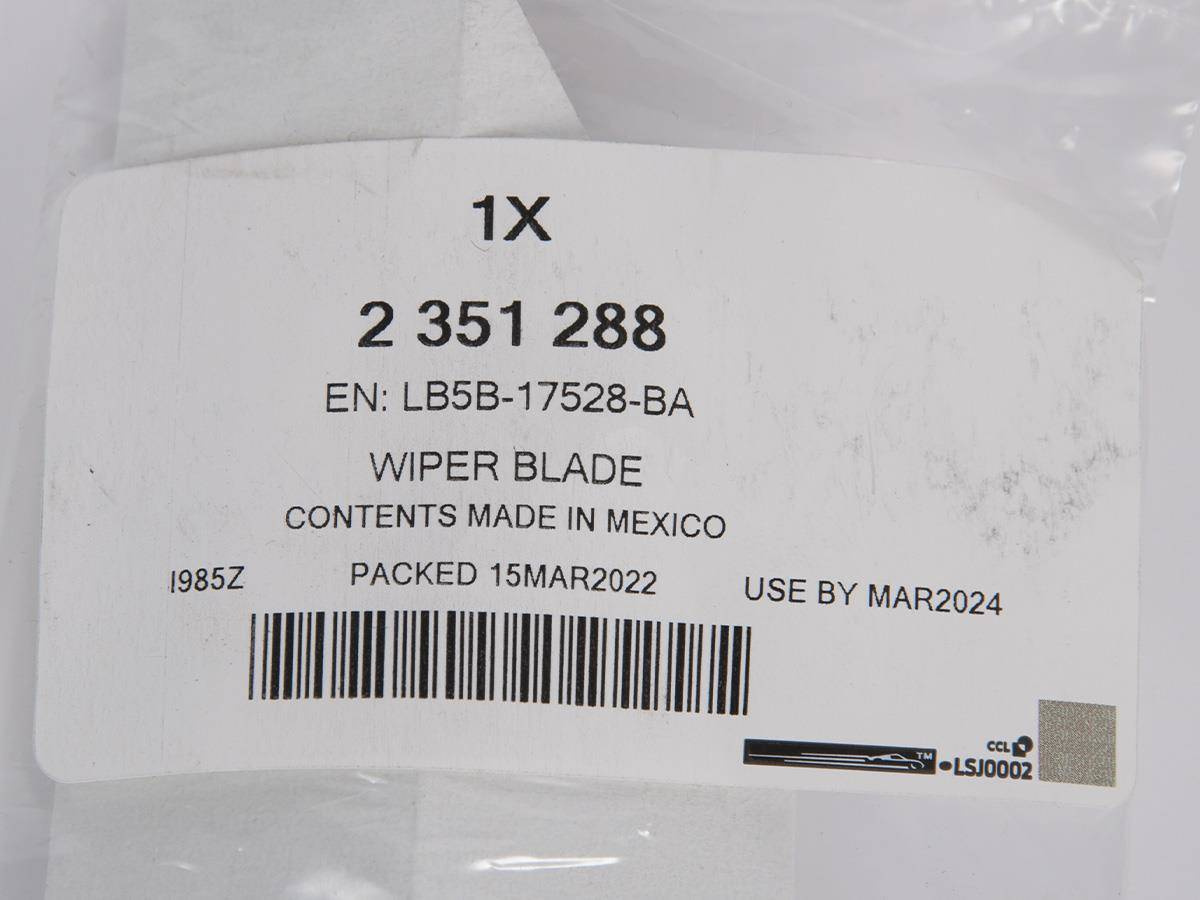 1X
2 351 288
EN: LB5B-17528-BA
WIPER BLADE
CONTENTS MADE IN MEXICO
I985Z PACKED 15MAR2022 USE BY MAR2024
TM
CCL
LSJ0002